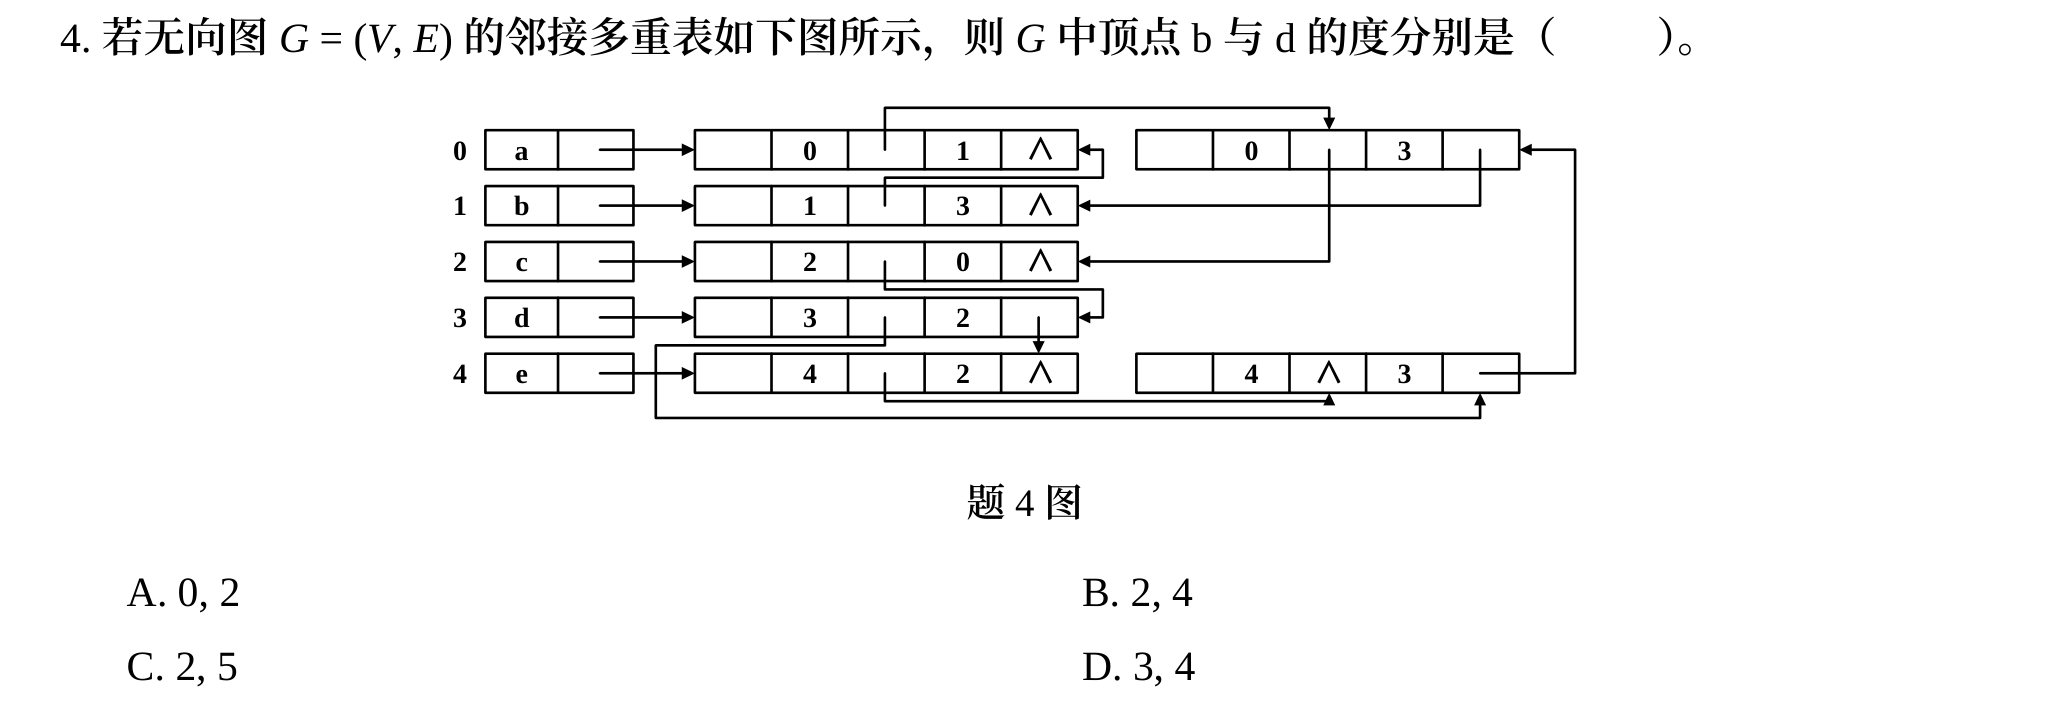 4. 若无向图 G = (V, E) 的邻接多重表如下图所示，则 G 中顶点 b 与 d 的度分别是（　　）。
0 a 0 1 ∧ 0 3
1 b 1 3 ∧
2 c 2 0 ∧
3 d 3 2
4 e 4 2 ∧ 4 ∧ 3
题 4 图
A. 0, 2 B. 2, 4
C. 2, 5 D. 3, 4